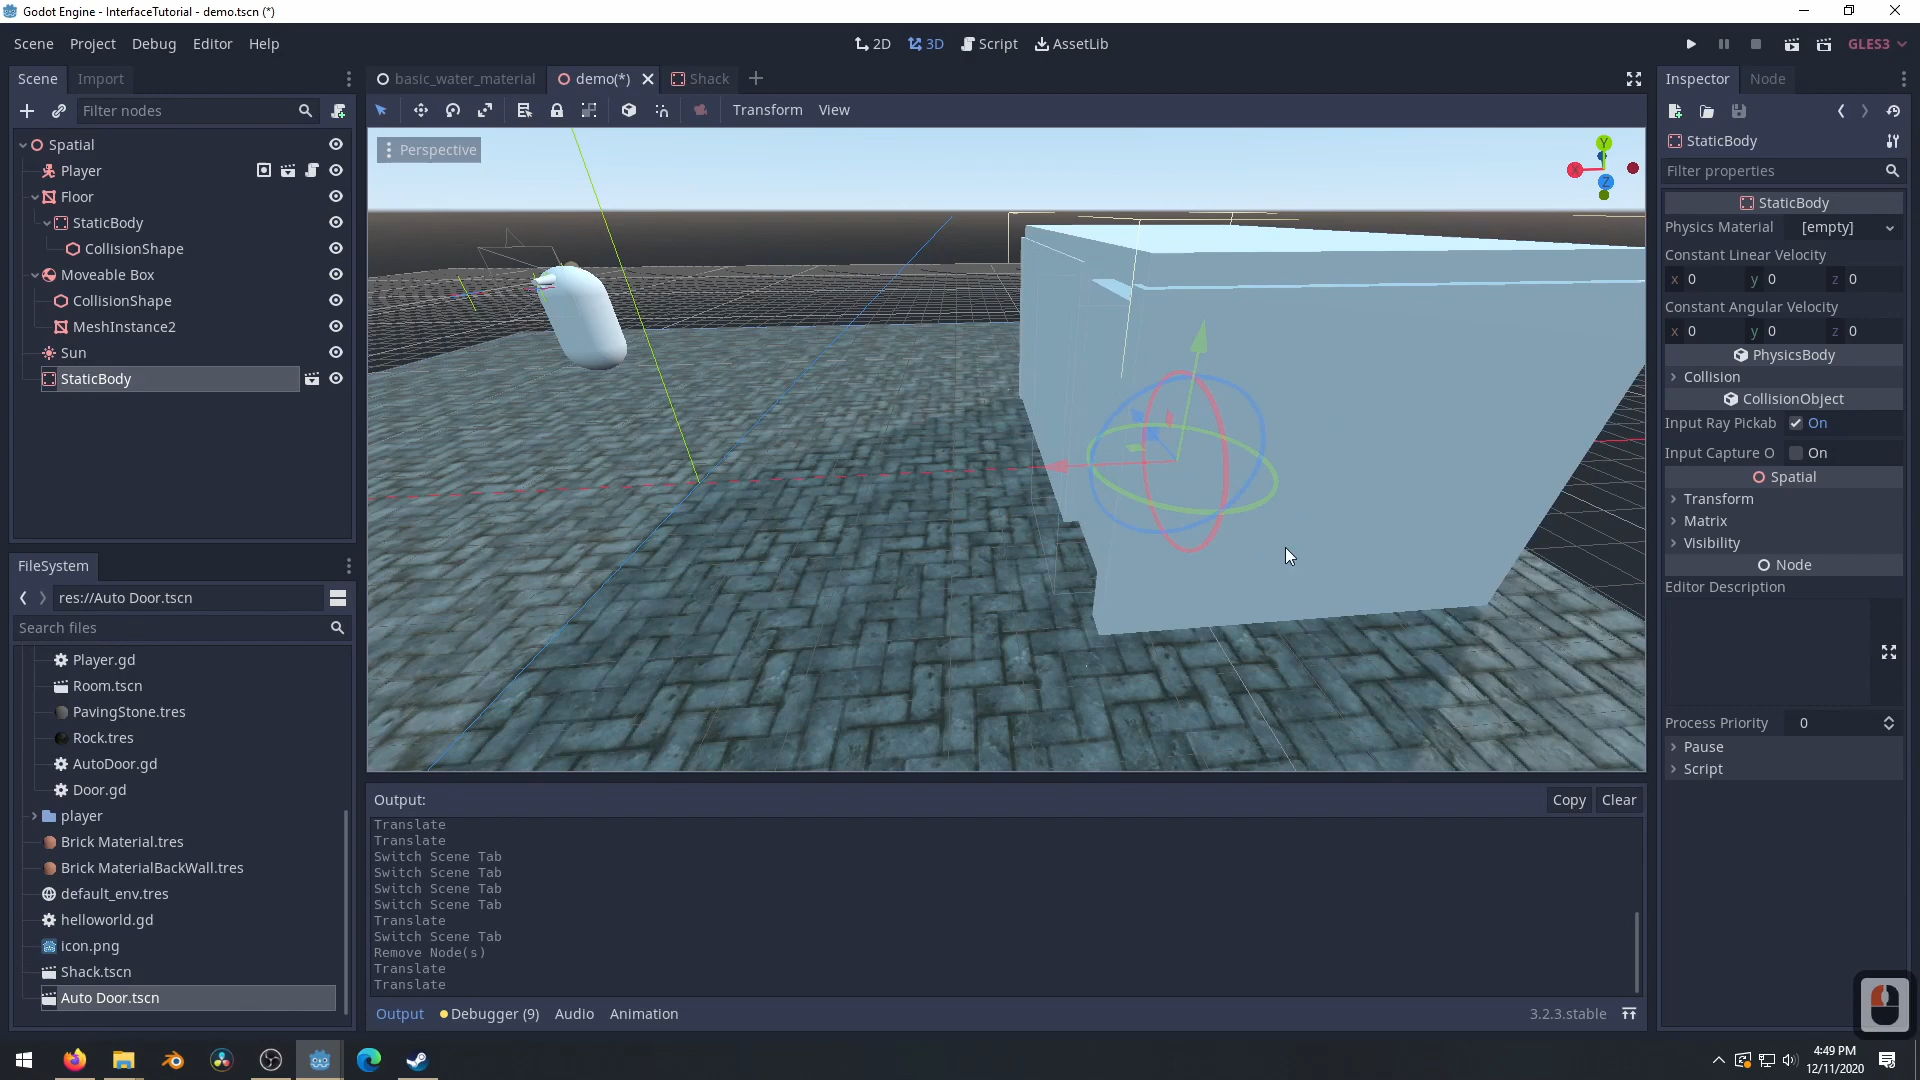 Godot Engine - InterfaceTutorial - demo.tscn (*)
Scene Project Debug Editor Help
2D 3D Script AssetLib
GLES3
Scene Import
basic_water_material demo(*) Shack
Inspector Node
Filter nodes
Transform View
Perspective
Y
X
Z
Spatial
Player
Floor
StaticBody
CollisionShape
Moveable Box
CollisionShape
MeshInstance2
Sun
StaticBody
StaticBody
Filter properties
StaticBody
Physics Material [empty]
Constant Linear Velocity
x 0 y 0 z 0
Constant Angular Velocity
x 0 y 0 z 0
PhysicsBody
Collision
CollisionObject
Input Ray Pickab On
Input Capture O On
Spatial
Transform
Matrix
Visibility
Node
Editor Description
Process Priority 0
Pause
Script
FileSystem
res://Auto Door.tscn
Search files
Player.gd
Room.tscn
PavingStone.tres
Rock.tres
AutoDoor.gd
Door.gd
player
Brick Material.tres
Brick MaterialBackWall.tres
default_env.tres
helloworld.gd
icon.png
Shack.tscn
Auto Door.tscn
Output:
Copy Clear
Translate
Translate
Switch Scene Tab
Switch Scene Tab
Switch Scene Tab
Switch Scene Tab
Translate
Switch Scene Tab
Remove Node(s)
Translate
Translate
Output Debugger (9) Audio Animation
3.2.3.stable
4:49 PM
12/11/2020